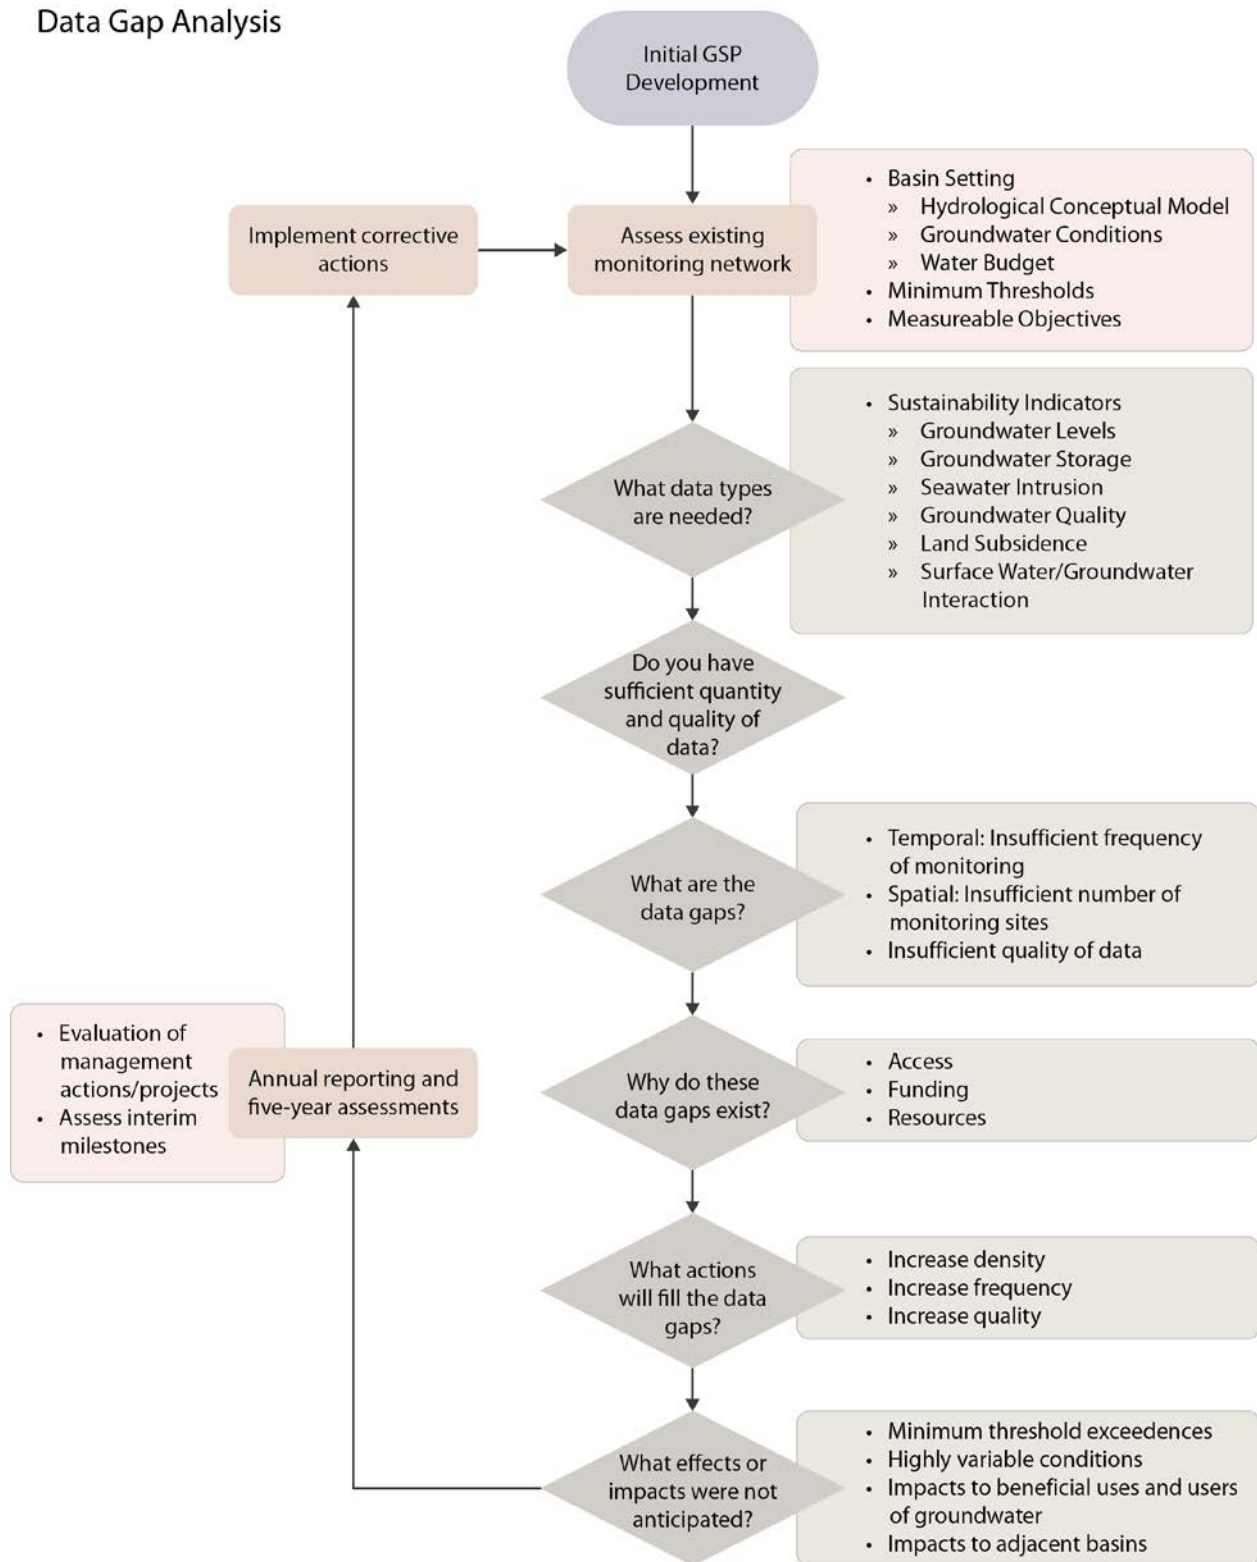 Data Gap Analysis
Initial GSP
Development
Implement corrective
actions
Assess existing
monitoring network
• Basin Setting
» Hydrological Conceptual Model
» Groundwater Conditions
» Water Budget
• Minimum Thresholds
• Measureable Objectives
What data types
are needed?
• Sustainability Indicators
» Groundwater Levels
» Groundwater Storage
» Seawater Intrusion
» Groundwater Quality
» Land Subsidence
» Surface Water/Groundwater
Interaction
Do you have
sufficient quantity
and quality of
data?
What are the
data gaps?
• Temporal: Insufficient frequency
of monitoring
• Spatial: Insufficient number of
monitoring sites
• Insufficient quality of data
• Evaluation of
management
actions/projects
• Assess interim
milestones
Annual reporting and
five-year assessments
Why do these
data gaps exist?
• Access
• Funding
• Resources
What actions
will fill the data
gaps?
• Increase density
• Increase frequency
• Increase quality
What effects or
impacts were not
anticipated?
• Minimum threshold exceedences
• Highly variable conditions
• Impacts to beneficial uses and users
of groundwater
• Impacts to adjacent basins